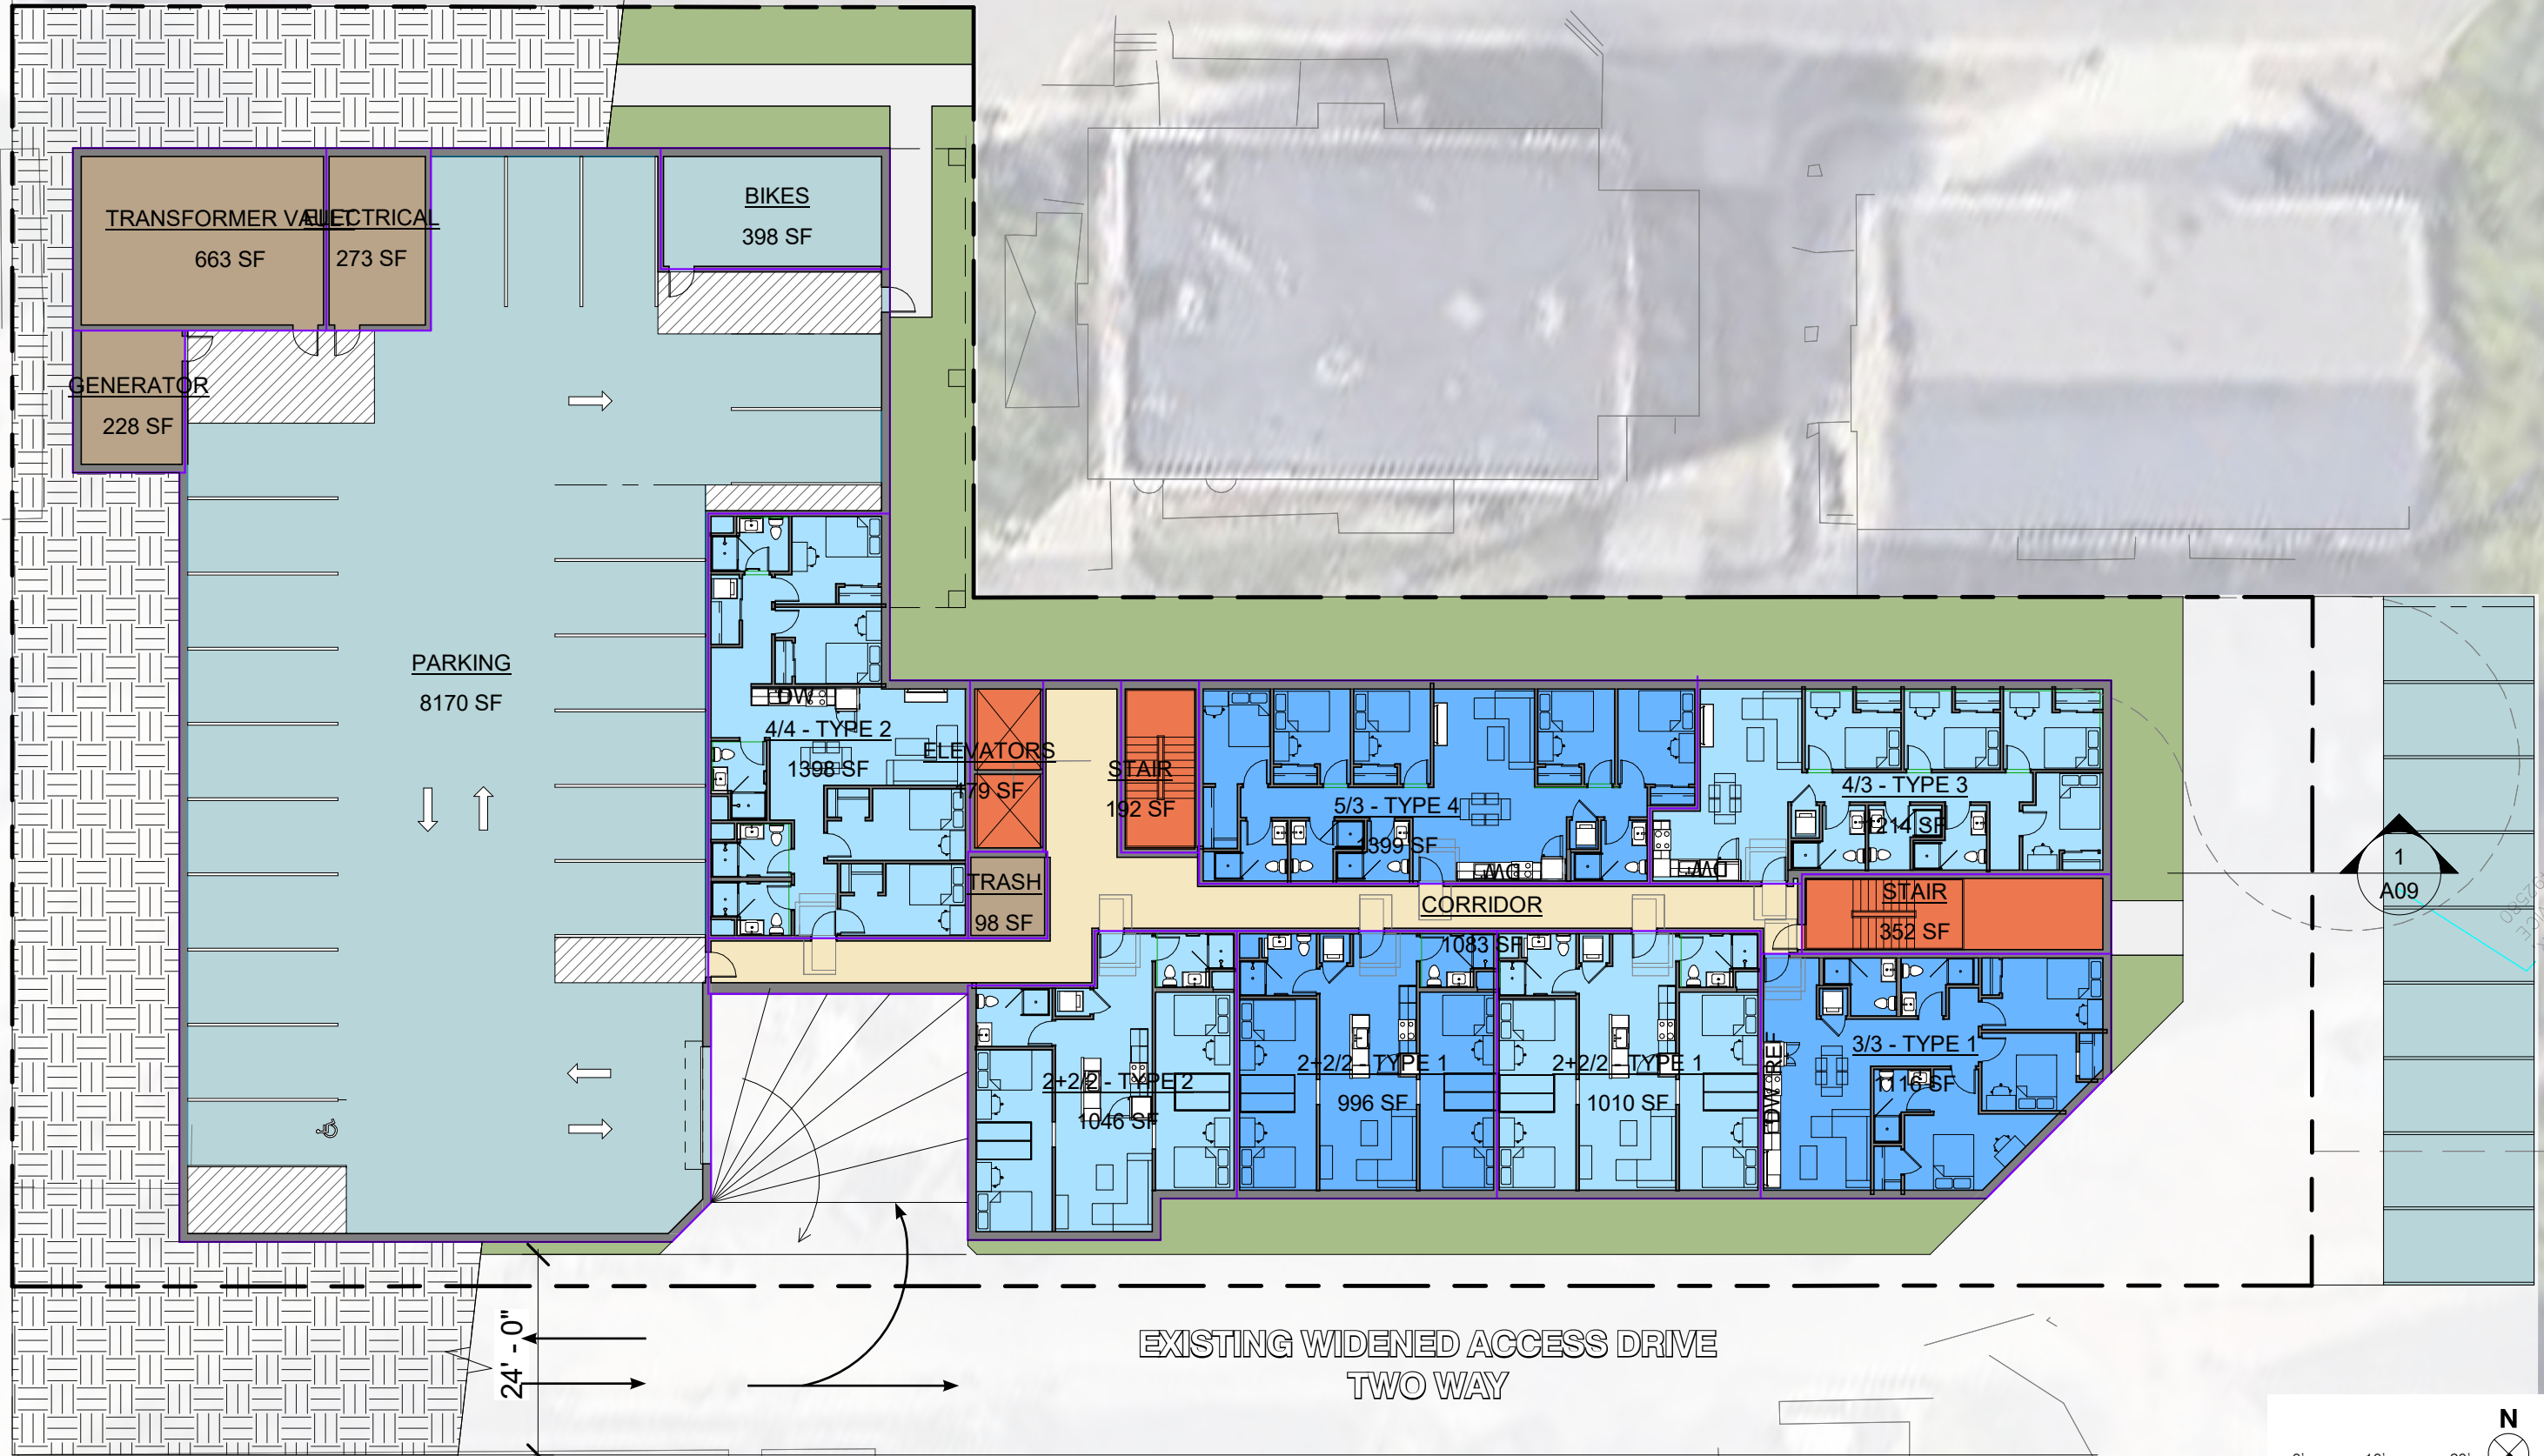 TRANSFORMER VAULT
663 SF
ELECTRICAL
273 SF
BIKES
398 SF
GENERATOR
228 SF
PARKING
8170 SF
DW
4/4 - TYPE 2
1398 SF
ELEVATORS
179 SF
STAIR
192 SF
5/3 - TYPE 4
1399 SF
DW
4/3 - TYPE 3
1214 SF
DW
TRASH
98 SF
CORRIDOR
1083 SF
STAIR
352 SF
1
A09
2+2/2 - TYPE 2
1046 SF
2+2/2 - TYPE 1
996 SF
2+2/2 - TYPE 1
1010 SF
DW REF
3/3 - TYPE 1
1116 SF
24' - 0"
EXISTING WIDENED ACCESS DRIVE
TWO WAY
N